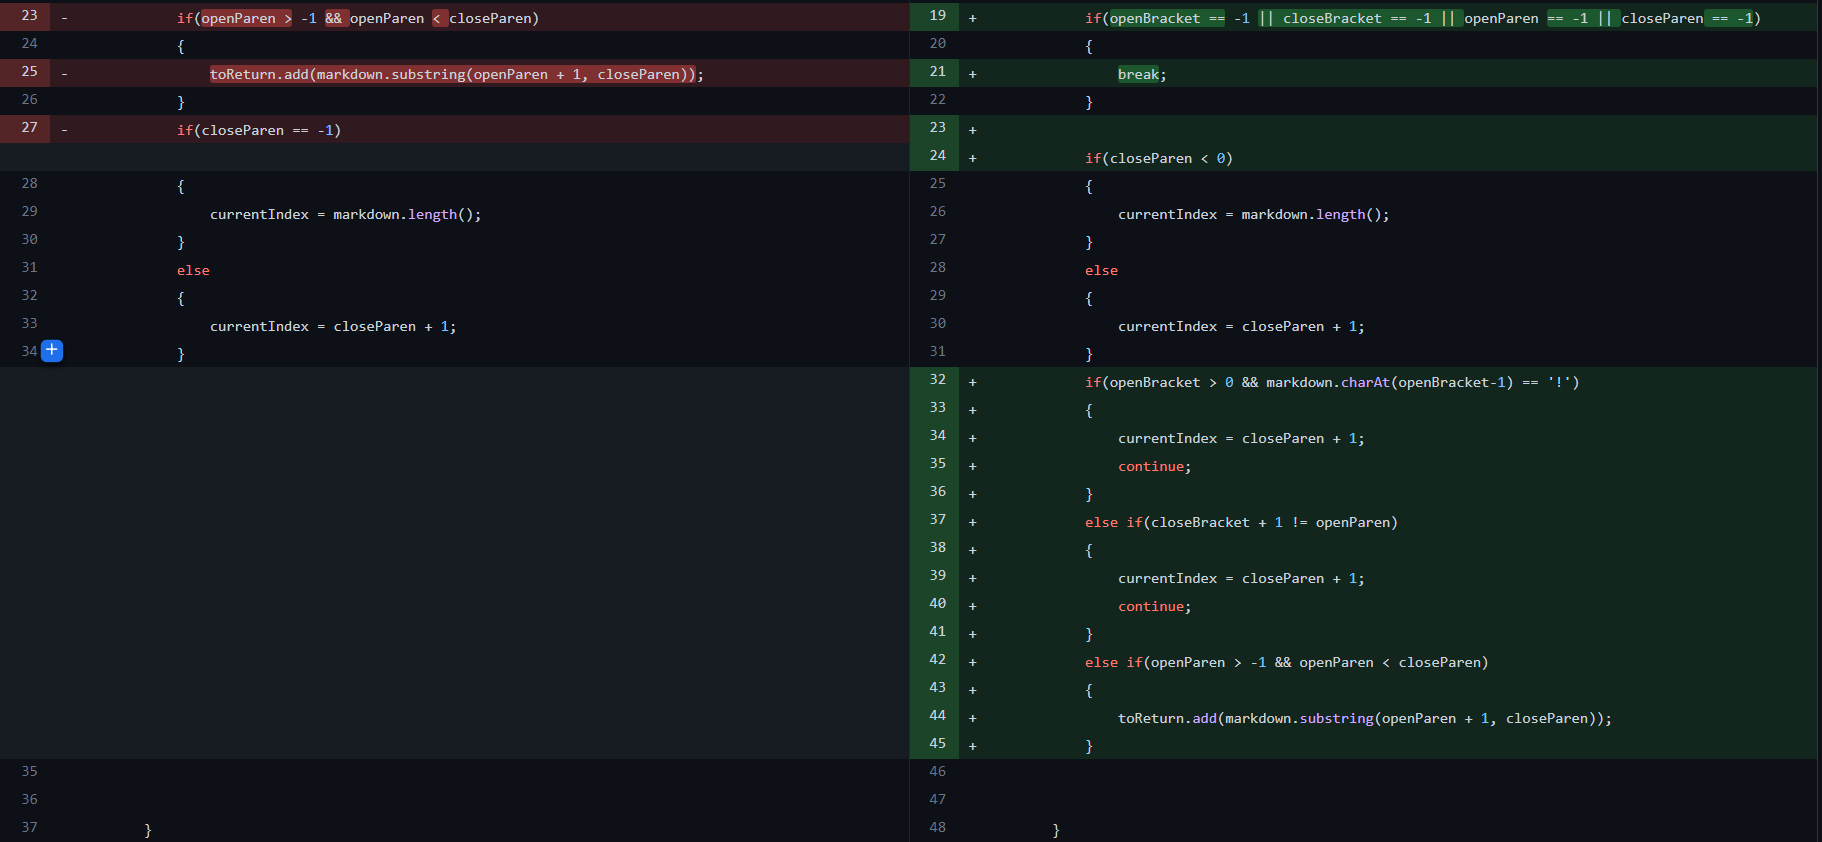 23 - if(openParen > -1 && openParen < closeParen)
24 {
25 - toReturn.add(markdown.substring(openParen + 1, closeParen));
26 }
27 - if(closeParen == -1)
28 {
29 currentIndex = markdown.length();
30 }
31 else
32 {
33 currentIndex = closeParen + 1;
34 + }
35
36
37 }
19 + if(openBracket == -1 || closeBracket == -1 || openParen == -1 || closeParen == -1)
20 {
21 + break;
22 }
23 +
24 + if(closeParen < 0)
25 {
26 currentIndex = markdown.length();
27 }
28 else
29 {
30 currentIndex = closeParen + 1;
31 }
32 + if(openBracket > 0 && markdown.charAt(openBracket-1) == '!')
33 + {
34 + currentIndex = closeParen + 1;
35 + continue;
36 + }
37 + else if(closeBracket + 1 != openParen)
38 + {
39 + currentIndex = closeParen + 1;
40 + continue;
41 + }
42 + else if(openParen > -1 && openParen < closeParen)
43 + {
44 + toReturn.add(markdown.substring(openParen + 1, closeParen));
45 + }
46
47
48 }